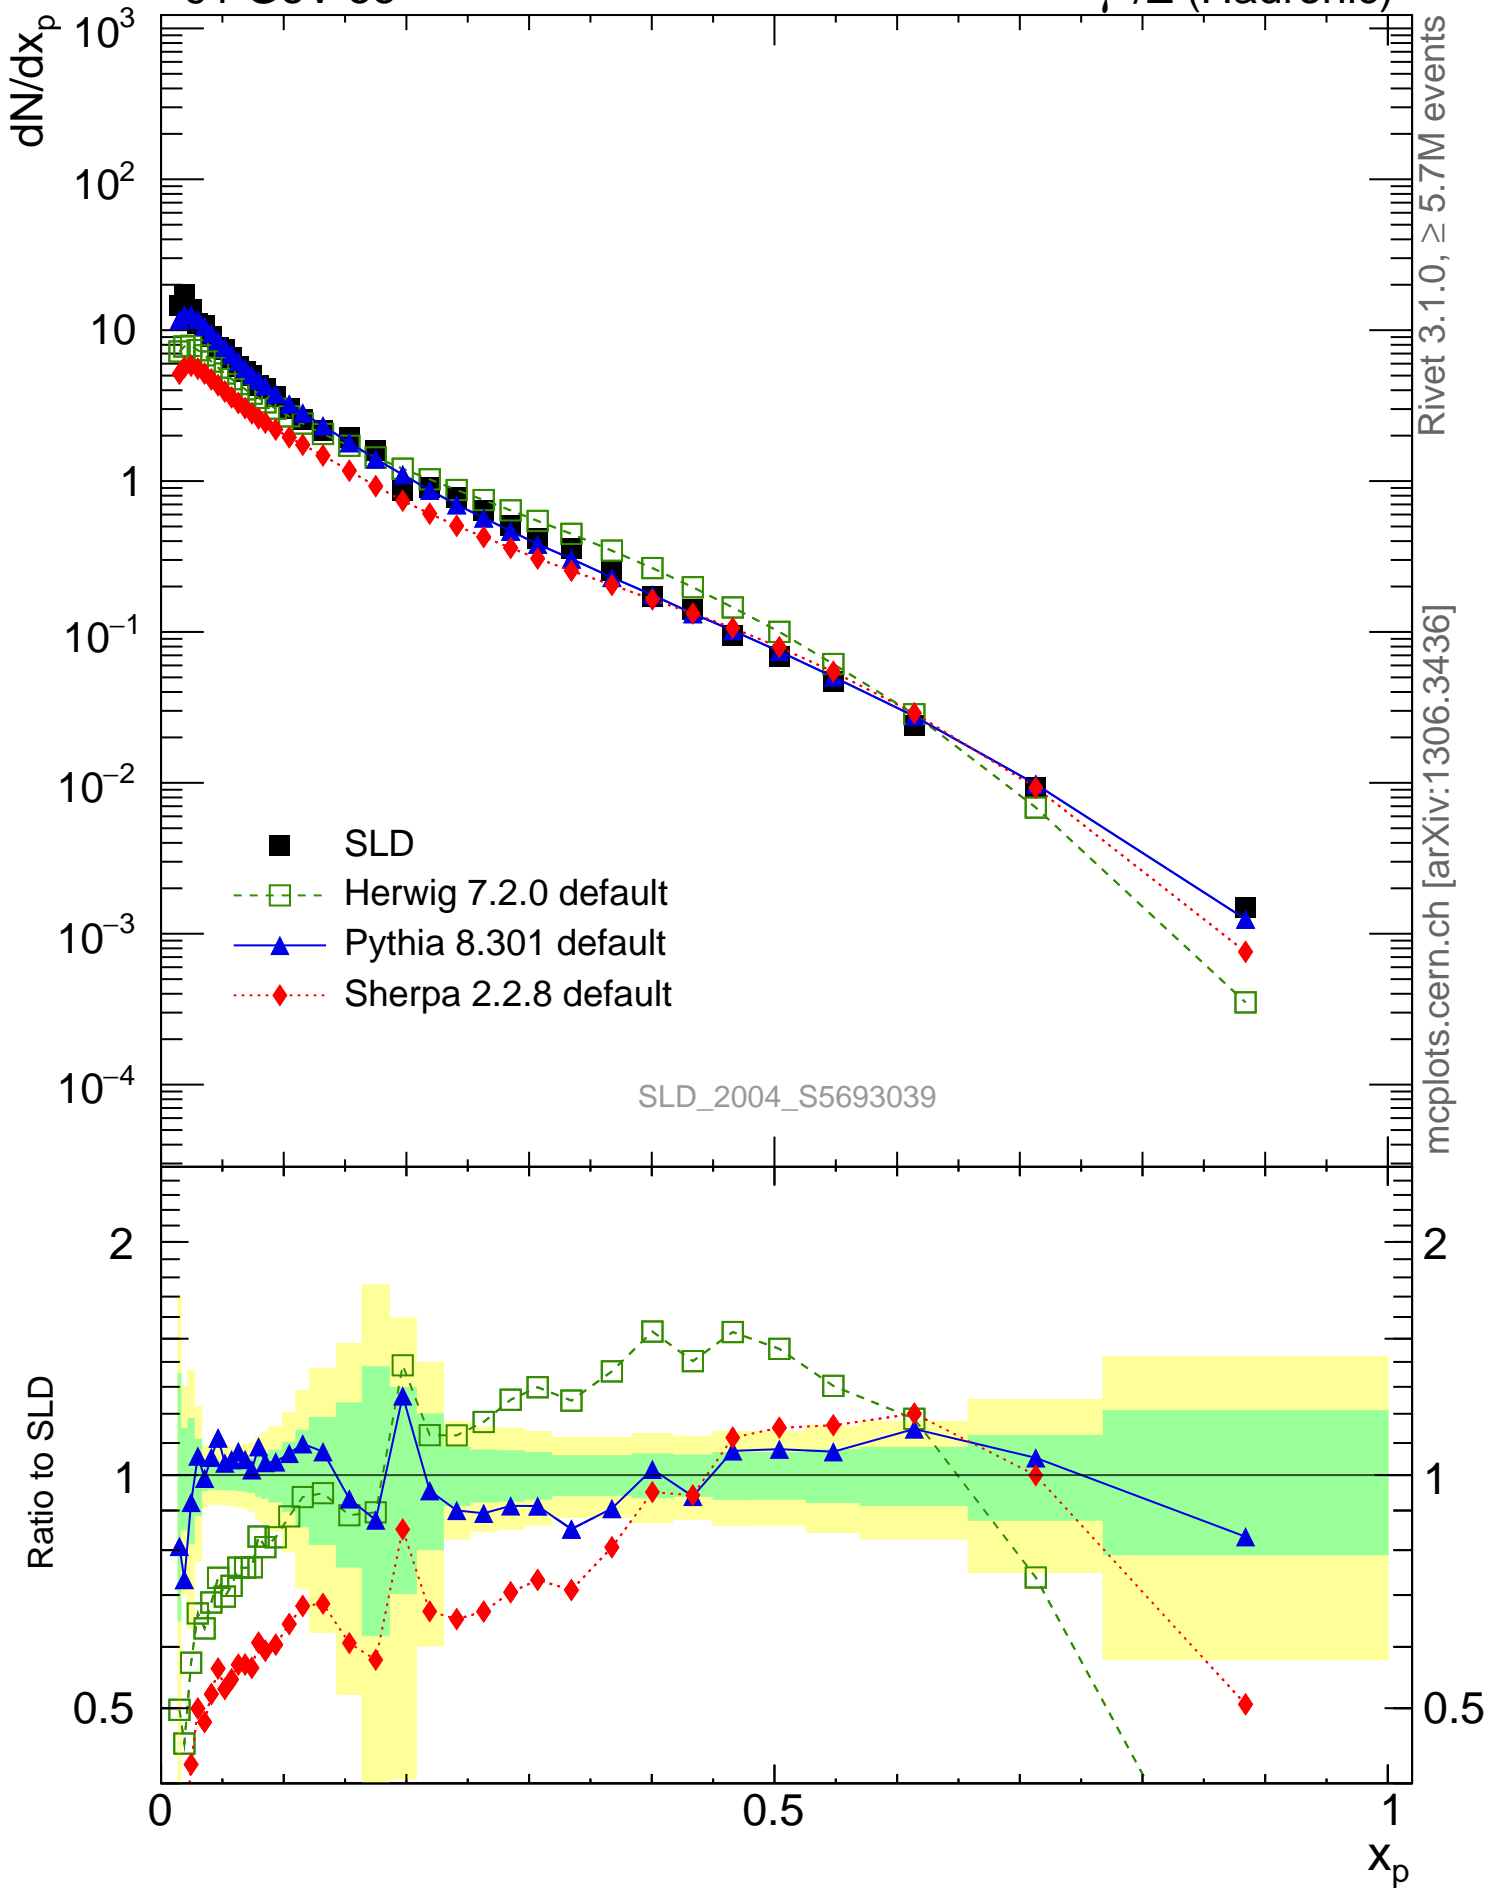 dN/dx_p
10^3
10^2
10
1
10^−1
10^−2
10^−3
10^−4
SLD
Herwig 7.2.0 default
Pythia 8.301 default
Sherpa 2.2.8 default
SLD_2004_S5693039
Rivet 3.1.0, ≥ 5.7M events
mcplots.cern.ch [arXiv:1306.3436]
Ratio to SLD
2
1
0.5
2
1
0.5
0
0.5
1
x_p